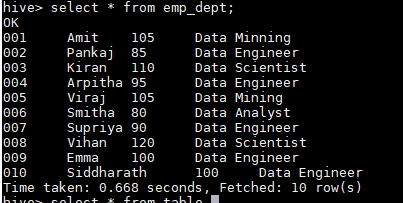 hive> select * from emp_dept;
OK
001 Amit 105 Data Minning
002 Pankaj 85 Data Engineer
003 Kiran 110 Data Scientist
004 Arpitha 95 Data Engineer
005 Viraj 105 Data Mining
006 Smitha 80 Data Analyst
007 Supriya 90 Data Engineer
008 Vihan 120 Data Scientist
009 Emma 100 Data Engineer
010 Siddharath 100 Data Engineer
Time taken: 0.668 seconds, Fetched: 10 row(s)
hive> select * from table